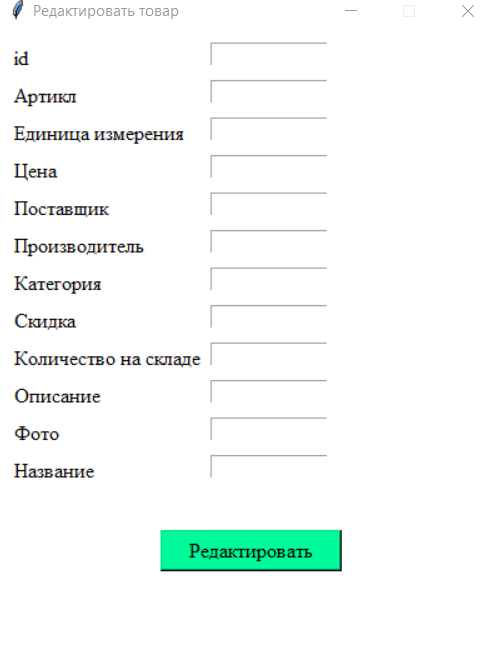 Редактировать товар
id
Артикл
Единица измерения
Цена
Поставщик
Производитель
Категория
Скидка
Количество на складе
Описание
Фото
Название
Редактировать